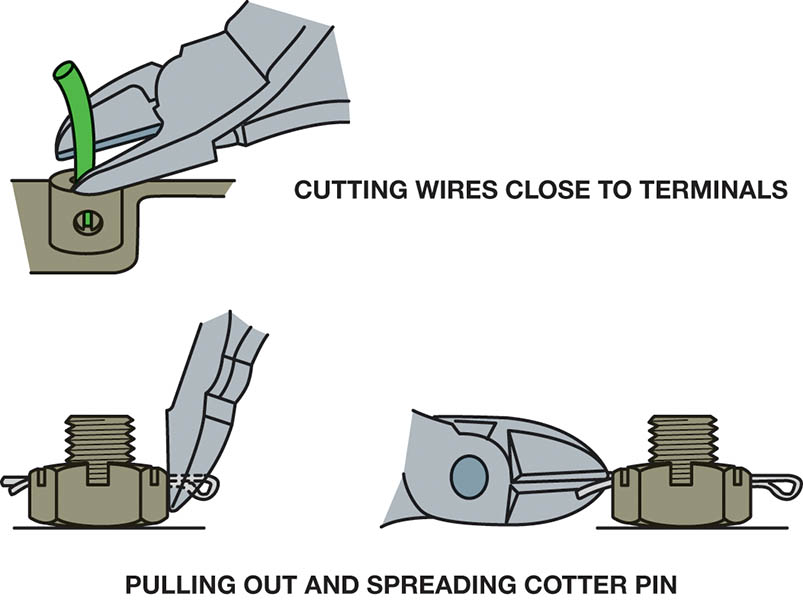 CUTTING WIRES CLOSE TO TERMINALS
PULLING OUT AND SPREADING COTTER PIN